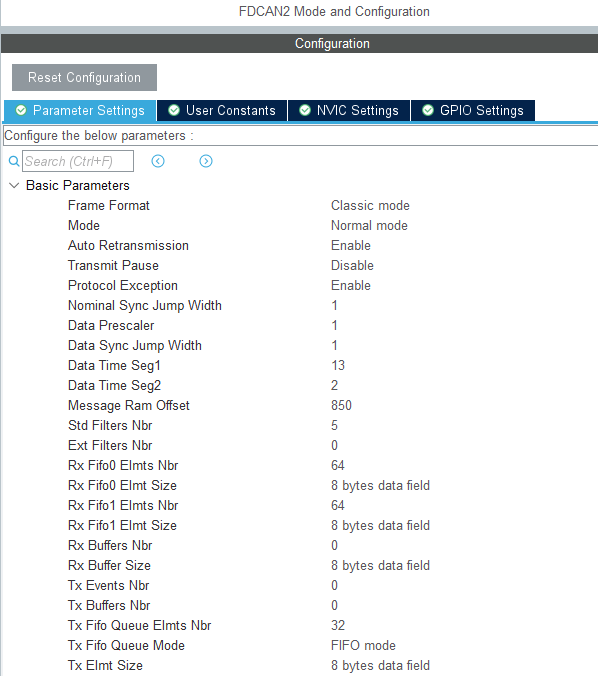 FDCAN2 Mode and Configuration
Configuration
Reset Configuration
Parameter Settings User Constants NVIC Settings GPIO Settings
Configure the below parameters :
Search (Ctrl+F)
Basic Parameters
Frame Format Classic mode
Mode Normal mode
Auto Retransmission Enable
Transmit Pause Disable
Protocol Exception Enable
Nominal Sync Jump Width 1
Data Prescaler 1
Data Sync Jump Width 1
Data Time Seg1 13
Data Time Seg2 2
Message Ram Offset 850
Std Filters Nbr 5
Ext Filters Nbr 0
Rx Fifo0 Elmts Nbr 64
Rx Fifo0 Elmt Size 8 bytes data field
Rx Fifo1 Elmts Nbr 64
Rx Fifo1 Elmt Size 8 bytes data field
Rx Buffers Nbr 0
Rx Buffer Size 8 bytes data field
Tx Events Nbr 0
Tx Buffers Nbr 0
Tx Fifo Queue Elmts Nbr 32
Tx Fifo Queue Mode FIFO mode
Tx Elmt Size 8 bytes data field